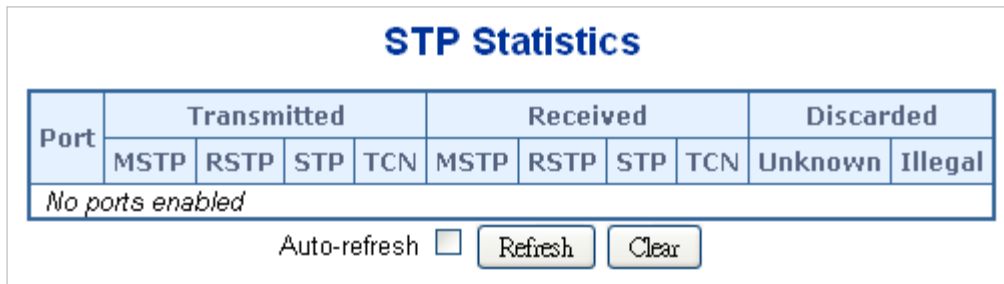 STP Statistics
Port Transmitted Received Discarded
MSTP RSTP STP TCN MSTP RSTP STP TCN Unknown Illegal
No ports enabled
Auto-refresh Refresh Clear